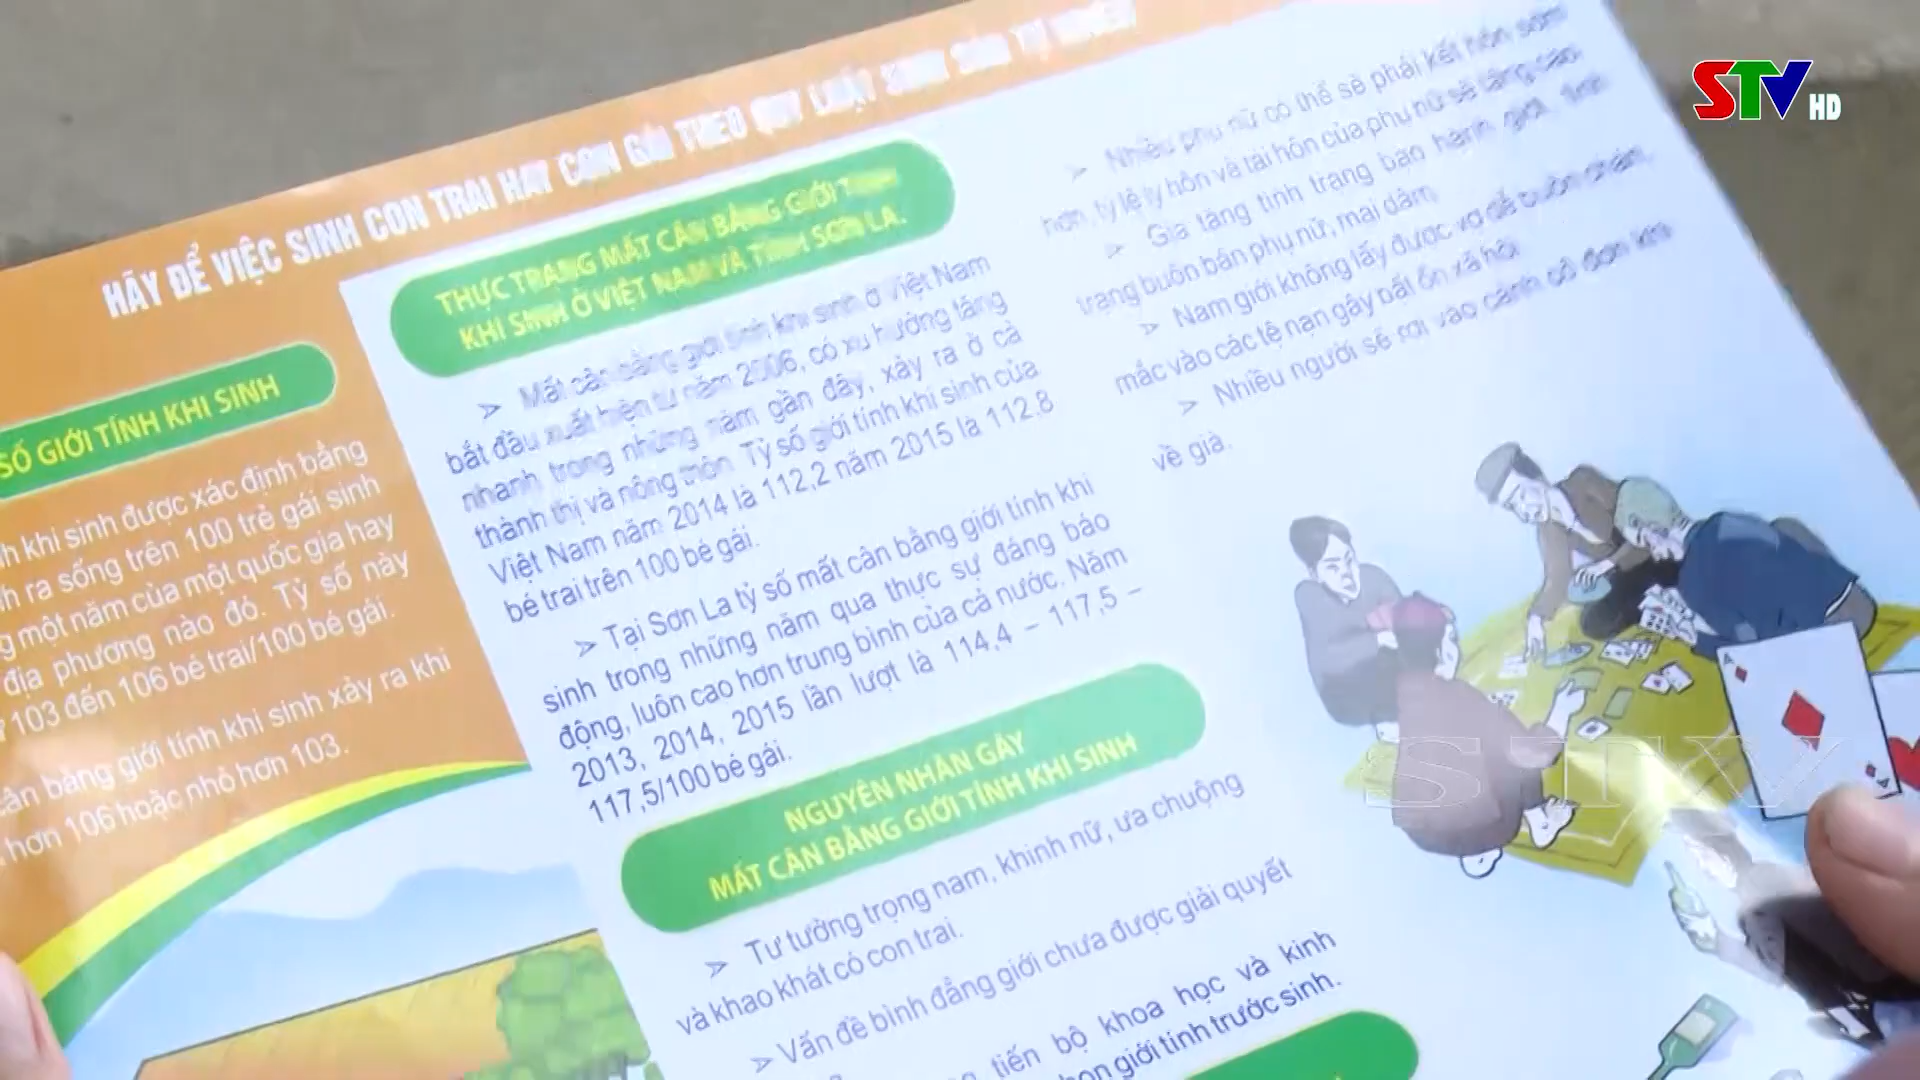 HÃY ĐỂ VIỆC SINH CON TRAI HAY CON GÁI THEO QUY LUẬT SINH SẢN TỰ NHIÊN
SỐ GIỚI TÍNH KHI SINH
h khi sinh được xác định bằng
h ra sống trên 100 trẻ gái sinh
g một năm của một quốc gia hay
địa phương nào đó. Tỷ số này
103 đến 106 bé trai/100 bé gái.
cân bằng giới tính khi sinh xảy ra khi
hơn 106 hoặc nhỏ hơn 103.
THỰC TRẠNG MẤT CÂN BẰNG GIỚI TÍNH
KHI SINH Ở VIỆT NAM VÀ TỈNH SƠN LA.
➢ Mất cân bằng giới tính khi sinh ở Việt Nam
bắt đầu xuất hiện từ năm 2006, có xu hướng tăng
nhanh trong những năm gần đây, xảy ra ở cả
thành thị và nông thôn. Tỷ số giới tính khi sinh của
Việt Nam năm 2014 là 112,2 năm 2015 là 112.8
bé trai trên 100 bé gái.
➢ Tại Sơn La tỷ số mất cân bằng giới tính khi
sinh trong những năm qua thực sự đáng báo
động, luôn cao hơn trung bình của cả nước. Năm
2013, 2014, 2015 lần lượt là 114,4 – 117,5 –
117,5/100 bé gái.
NGUYÊN NHÂN GÂY
MẤT CÂN BẰNG GIỚI TÍNH KHI SINH
➢ Tư tưởng trọng nam, khinh nữ, ưa chuộng
và khao khát có con trai.
➢ Vấn đề bình đẳng giới chưa được giải quyết
tiến bộ khoa học và kinh
giới tính trước sinh.
➢ Nhiều phụ nữ có thể sẽ phải kết hôn sớm
hơn, tỷ lệ ly hôn và tái hôn của phụ nữ sẽ tăng cao.
➢ Gia tăng tình trạng bạo hành giới, tình
trạng buôn bán phụ nữ, mại dâm.
➢ Nam giới không lấy được vợ dễ buồn chán,
mắc vào các tệ nạn gây bất ổn xã hội
➢ Nhiều người sẽ rơi vào cảnh cô đơn khi
về già.
A
A
STV HD
STV